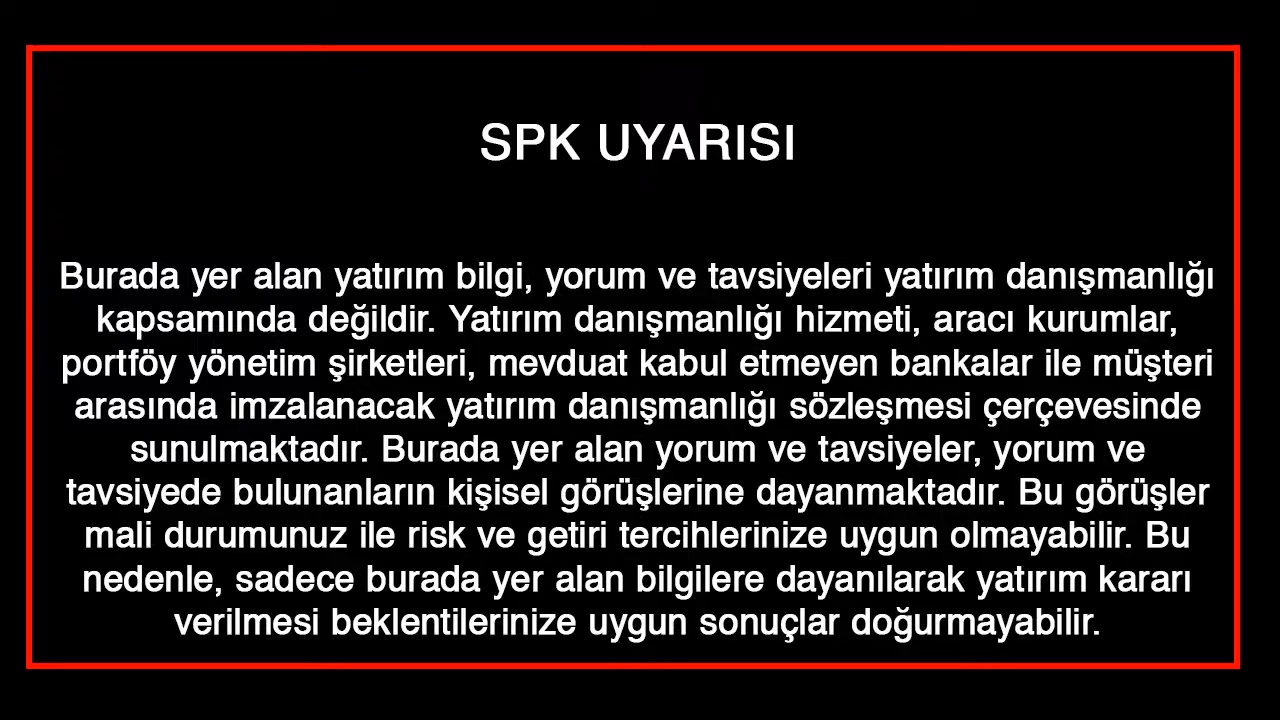 SPK UYARISI
Burada yer alan yatırım bilgi, yorum ve tavsiyeleri yatırım danışmanlığı
kapsamında değildir. Yatırım danışmanlığı hizmeti, aracı kurumlar,
portföy yönetim şirketleri, mevduat kabul etmeyen bankalar ile müşteri
arasında imzalanacak yatırım danışmanlığı sözleşmesi çerçevesinde
sunulmaktadır. Burada yer alan yorum ve tavsiyeler, yorum ve
tavsiyede bulunanların kişisel görüşlerine dayanmaktadır. Bu görüşler
mali durumunuz ile risk ve getiri tercihlerinize uygun olmayabilir. Bu
nedenle, sadece burada yer alan bilgilere dayanılarak yatırım kararı
verilmesi beklentilerinize uygun sonuçlar doğurmayabilir.